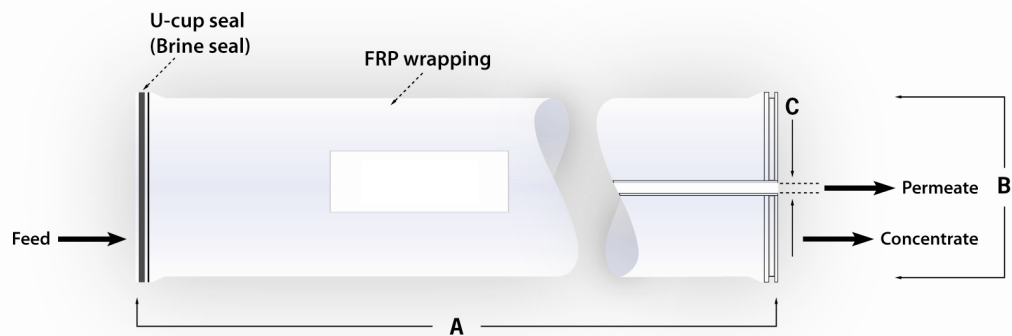 U-cup seal
(Brine seal)
FRP wrapping
C
Permeate
B
Feed
Concentrate
A